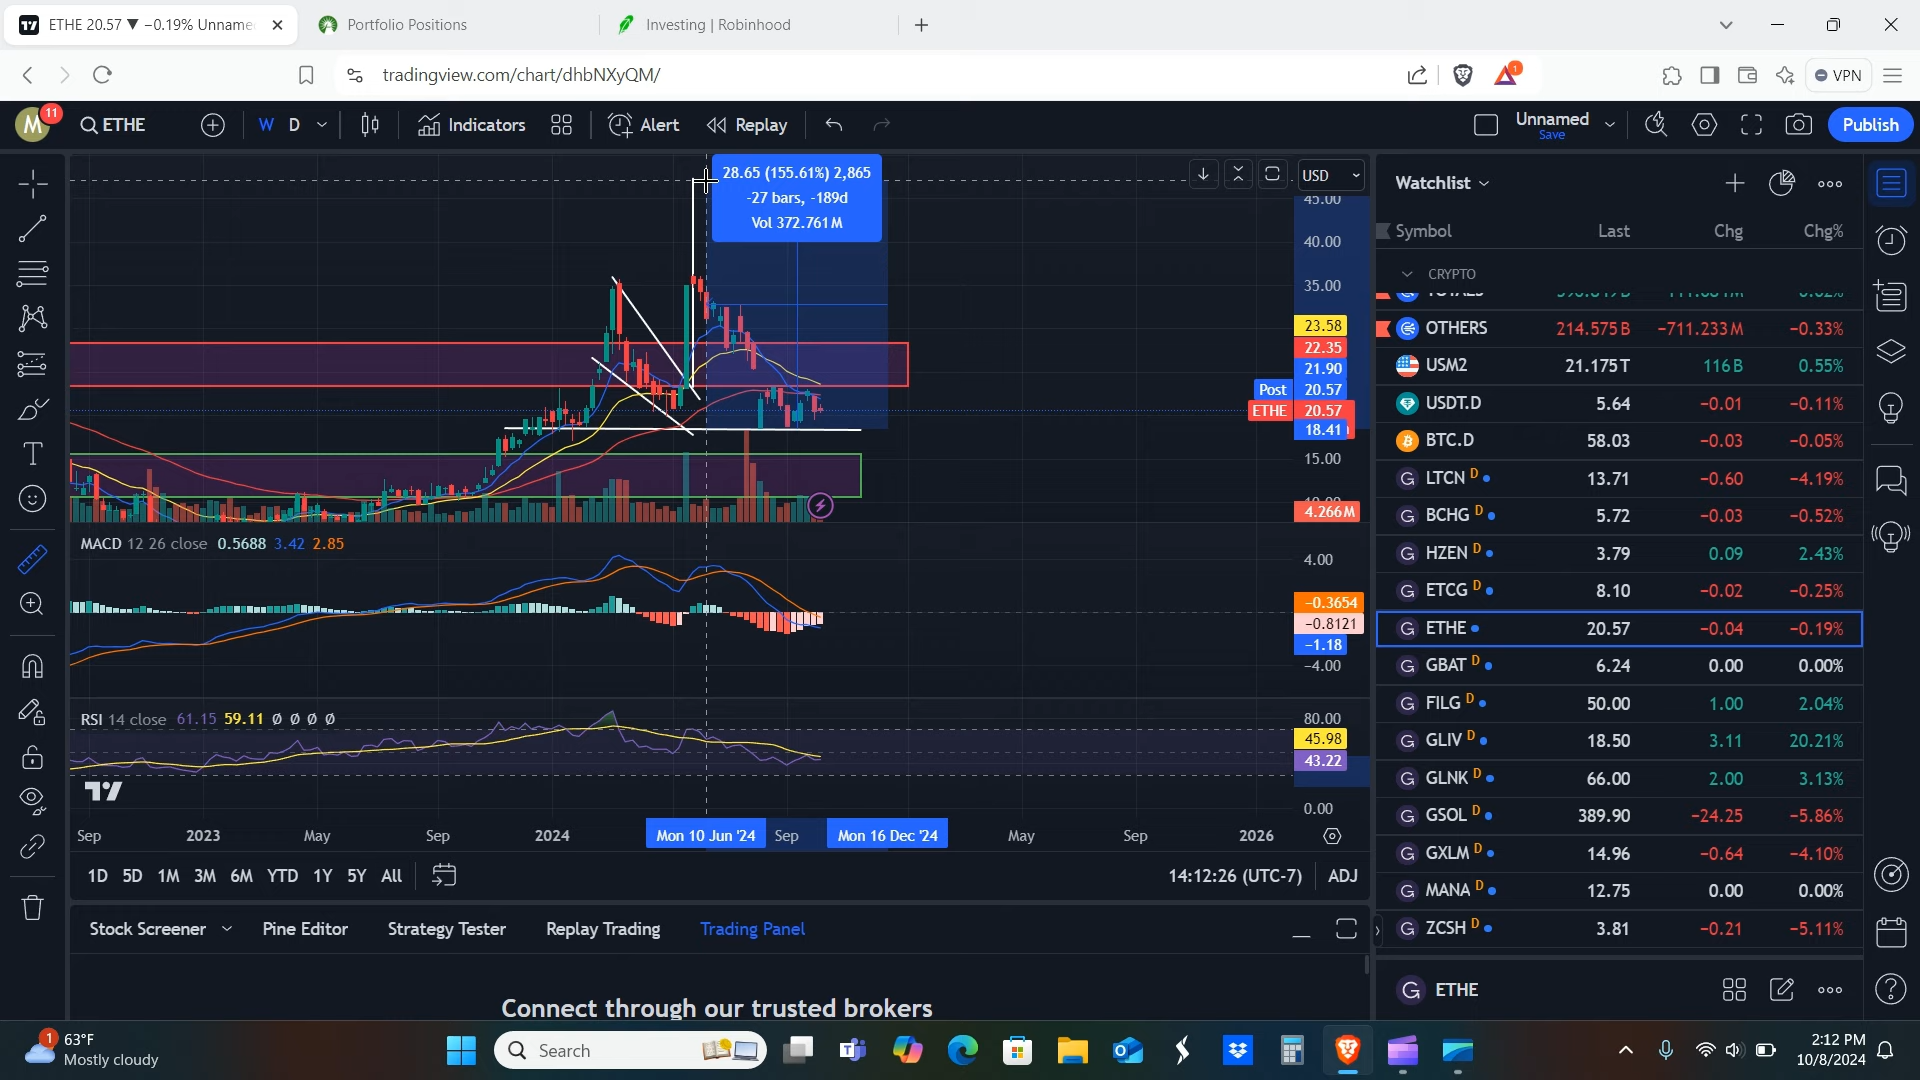 ETHE 20.57 ▼ −0.19% Unname
Portfolio Positions
Investing | Robinhood
tradingview.com/chart/dhbNXyQM/
1
VPN
M
11
ETHE
W
D
Indicators
Alert
Replay
Unnamed
Save
Publish
28.65 (155.61%) 2,865
-27 bars, -189d
Vol 372.761M
USD
45.00
40.00
35.00
23.58
22.35
21.90
Post 20.57
ETHE 20.57
18.41
15.00
10.00
4.266M
MACD 12 26 close 0.5688 3.42 2.85
4.00
−0.3654
−0.8121
−1.18
−4.00
RSI 14 close 61.15 59.11 Ø Ø Ø Ø
80.00
45.98
43.22
0.00
Sep 2023 May Sep 2024 Mon 10 Jun '24 Sep Mon 16 Dec '24 May Sep 2026
1D 5D 1M 3M 6M YTD 1Y 5Y All
14:12:26 (UTC-7) ADJ
Stock Screener Pine Editor Strategy Tester Replay Trading Trading Panel
Connect through our trusted brokers
Watchlist
Symbol Last Chg Chg%
CRYPTO
OTHERS 214.575B −711.233M −0.33%
USM2 21.175T 116B 0.55%
USDT.D 5.64 −0.01 −0.11%
BTC.D 58.03 −0.03 −0.05%
LTCN D 13.71 −0.60 −4.19%
BCHG D 5.72 −0.03 −0.52%
HZEN D 3.79 0.09 2.43%
ETCG D 8.10 −0.02 −0.25%
ETHE 20.57 −0.04 −0.19%
GBAT D 6.24 0.00 0.00%
FILG D 50.00 1.00 2.04%
GLIV D 18.50 3.11 20.21%
GLNK D 66.00 2.00 3.13%
GSOL D 389.90 −24.25 −5.86%
GXLM D 14.96 −0.64 −4.10%
MANA D 12.75 0.00 0.00%
ZCSH D 3.81 −0.21 −5.11%
G ETHE
1
63°F
Mostly cloudy
Search
2:12 PM
10/8/2024